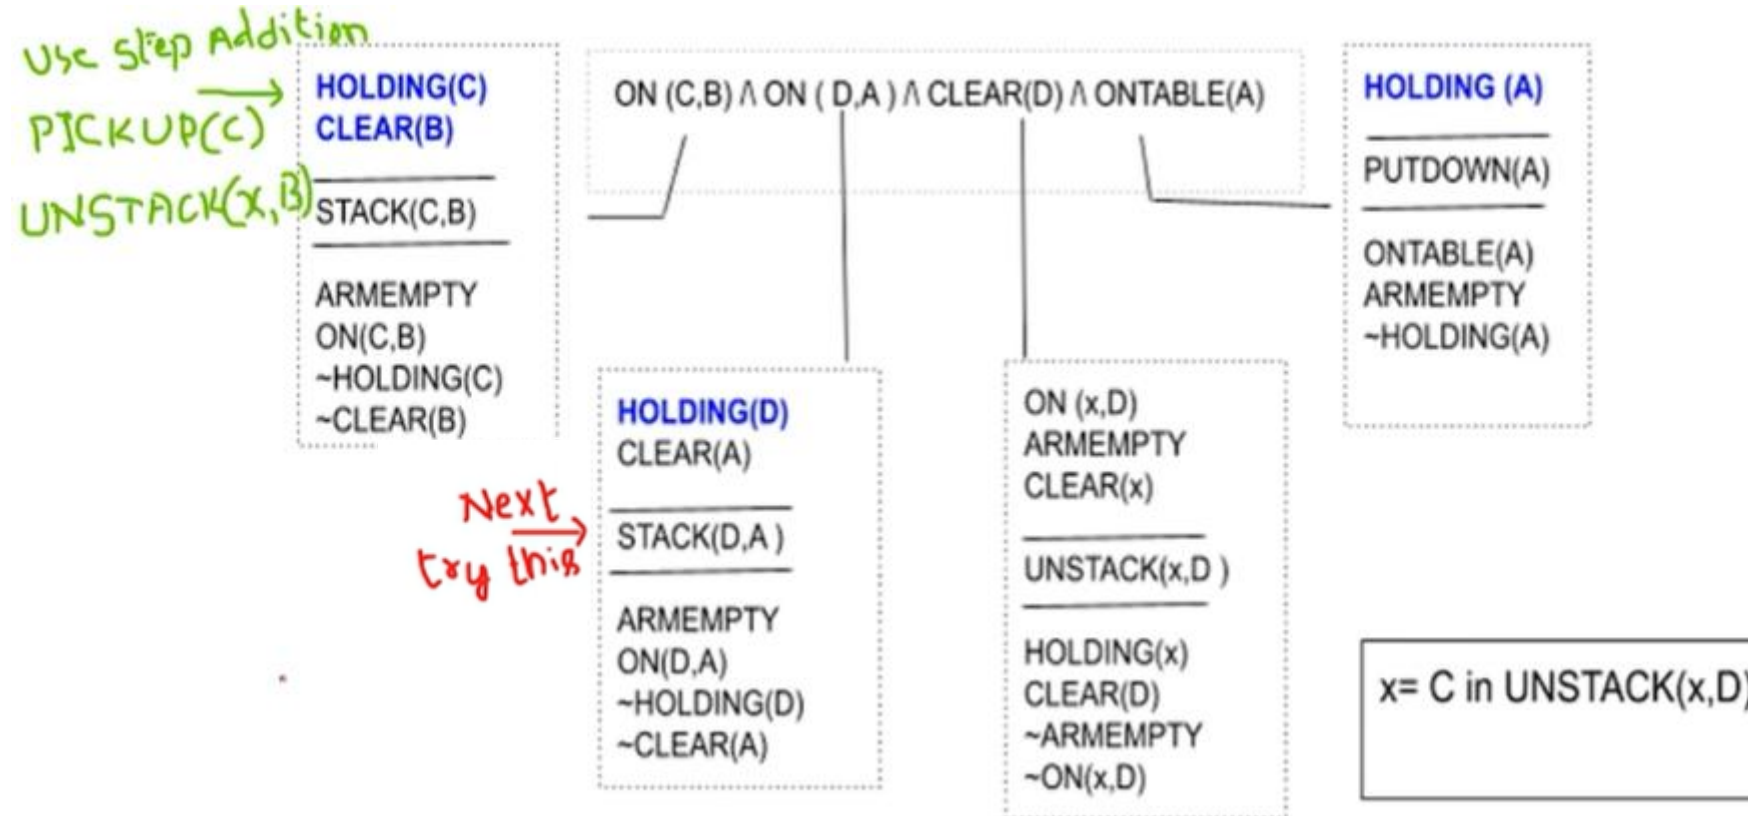 Use Step Addition
PICKUP(C)
UNSTACK(x,B)
HOLDING(C)
CLEAR(B)
STACK(C,B)
ARMEMPTY
ON(C,B)
~HOLDING(C)
~CLEAR(B)
ON (C,B) Λ ON ( D,A ) Λ CLEAR(D) Λ ONTABLE(A)
HOLDING (A)
PUTDOWN(A)
ONTABLE(A)
ARMEMPTY
~HOLDING(A)
Next
try this
HOLDING(D)
CLEAR(A)
STACK(D,A )
ARMEMPTY
ON(D,A)
~HOLDING(D)
~CLEAR(A)
ON (x,D)
ARMEMPTY
CLEAR(x)
UNSTACK(x,D )
HOLDING(x)
CLEAR(D)
~ARMEMPTY
~ON(x,D)
x= C in UNSTACK(x,D)